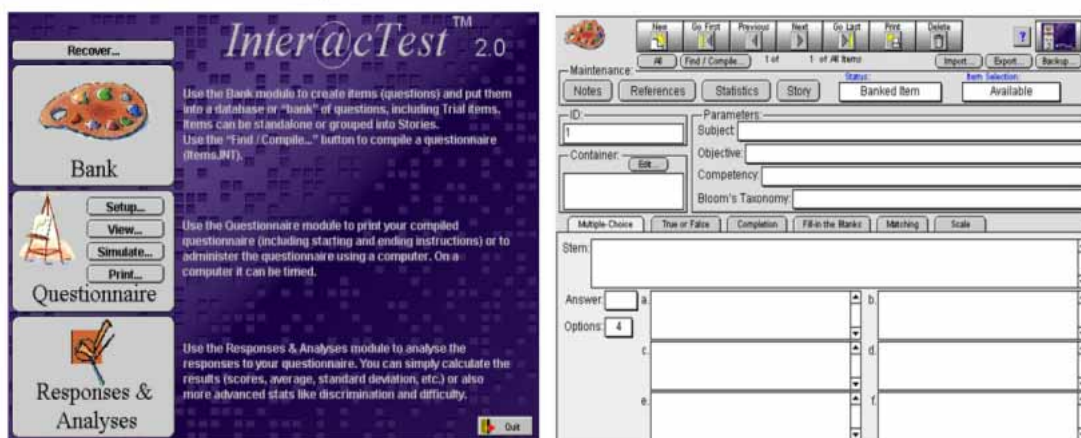 Recover...
Inter@cTest™ 2.0
Use the Bank module to create items (questions) and put them
into a database or "bank" of questions, including Trial items.
Items can be standalone or grouped into Stories.
Use the "Find / Compile..." button to compile a questionnaire
(Items.INT).
Bank
Setup...
View...
Simulate...
Print...
Questionnaire
Use the Questionnaire module to print your compiled
questionnaire (including starting and ending instructions) or to
administer the questionnaire using a computer. On a
computer it can be timed.
Responses &
Analyses
Use the Responses & Analyses module to analyse the
responses to your questionnaire. You can simply calculate the
results (scores, average, standard deviation, etc.) or also
more advanced stats like discrimination and difficulty.
Quit
New Go First Previous Next Go Last Print Delete
?
All Find / Compile... 1 of 1 of All Items Import... Export... Backup...
Maintenance:
Notes References Statistics Story
Status: Item Selection:
Banked Item Available
ID: Parameters:
1 Subject:
Objective:
Container: Edit...
Competency:
Bloom's Taxonomy:
Multiple-Choice True or False Completion Fill-in the Blanks Matching Scale
Stem:
Answer: a. b.
Options: 4
c. d.
e. f.